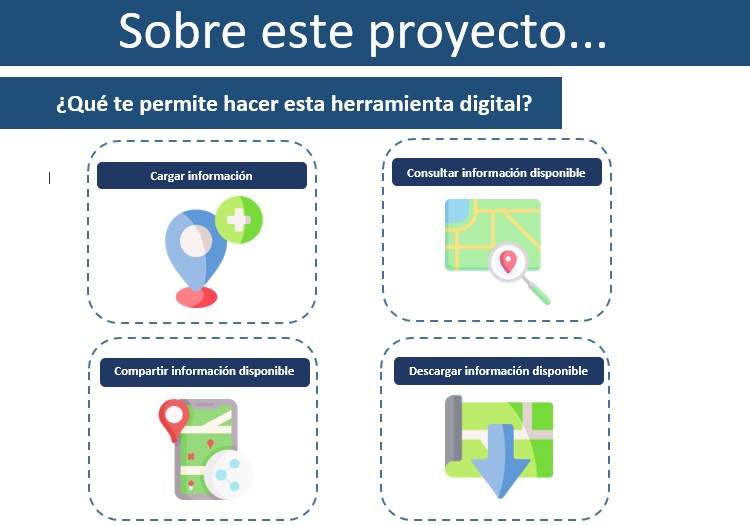 Sobre este proyecto...
¿Qué te permite hacer esta herramienta digital?
Cargar información
Consultar información disponible
Compartir información disponible
Descargar información disponible